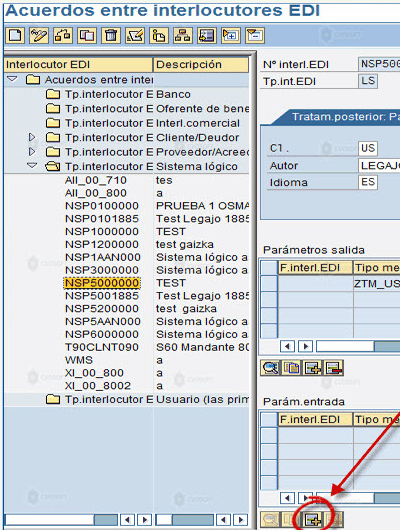 Acuerdos entre interlocutores EDI
Interlocutor EDI Descripción
Acuerdos entre inter
Tp.interlocutor E Banco
Tp.interlocutor E Oferente de bene
Tp.interlocutor E Interl.comercial
Tp.interlocutor E Cliente/Deudor
Tp.interlocutor E Proveedor/Acreed
Tp.interlocutor E Sistema lógico
All_00_710 tes
All_00_800 a
NSP0100000 PRUEBA 1 OSMA
NSP0101885 Test Legajo 1885
NSP1000000 TEST
NSP1200000 test gaizka
NSP1AAN000 Sistema lógico a
NSP3000000 Sistema lógico a
NSP5000000 TEST
NSP5001885 Test Legajo 1885
NSP5200000 test gaizka
NSP5AAN000 Sistema lógico a
NSP6000000 Sistema lógico a
T90CLNT090 S60 Mandante 80
WMS a
XI_00_800 a
XI_00_8002 a
Tp.interlocutor E Usuario (las prim
Nº interl.EDI NSP500
Tp.int.EDI LS
Tratam.posterior: Pa
Cl. US
Autor LEGAJO
Idioma ES
Parámetros salida
F.interl.EDI Tipo me
ZTM_US
Parám.entrada
F.interl.EDI Tipo me